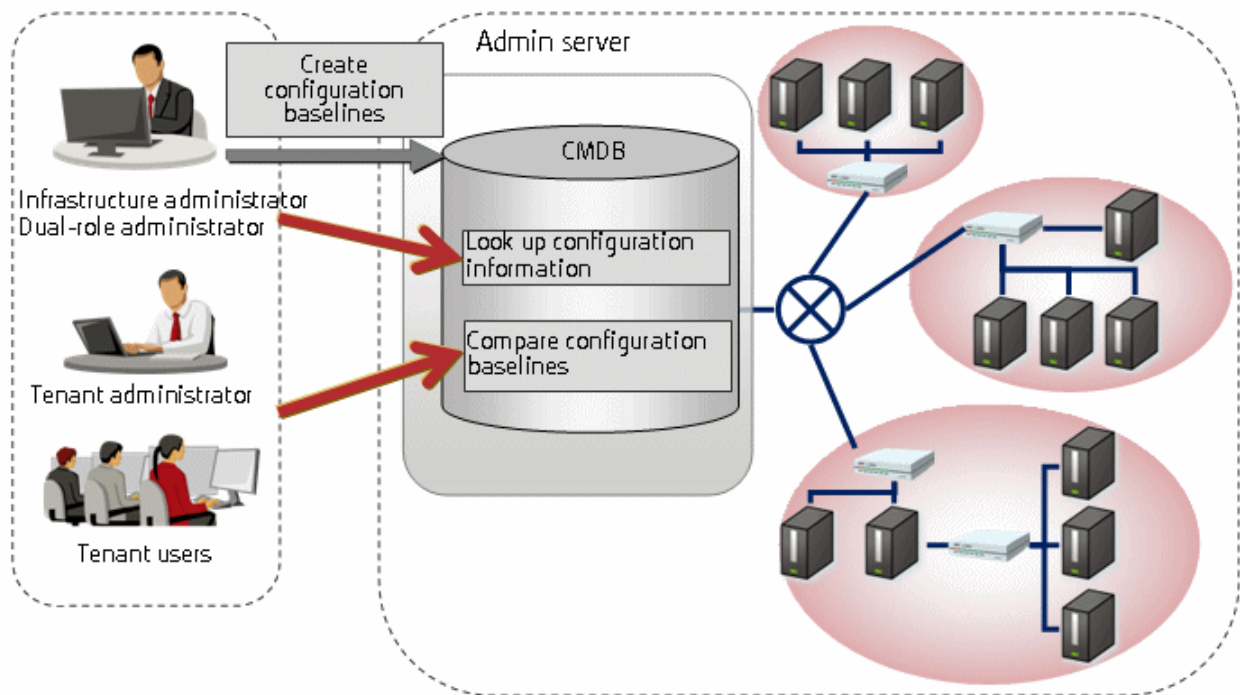 Admin server
Create
configuration
baselines
CMDB
Infrastructure administrator
Dual-role administrator
Look up configuration
information
Compare configuration
baselines
Tenant administrator
Tenant users